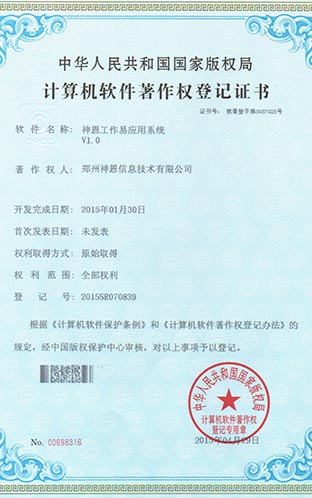 中华人民共和国国家版权局
计算机软件著作权登记证书
证书号： 软著登字第0957925号
软件名称： 神恩工作易应用系统
V1.0
著作权人： 郑州神恩信息技术有限公司
开发完成日期： 2015年01月30日
首次发表日期： 未发表
权利取得方式： 原始取得
权利范围： 全部权利
登记号： 2015SR070839
根据《计算机软件保护条例》和《计算机软件著作权登记办法》的
规定，经中国版权保护中心审核，对以上事项予以登记。
中华人民共和国国家版权局
计算机软件著作权
登记专用章
2015年04月29日
No. 00698316